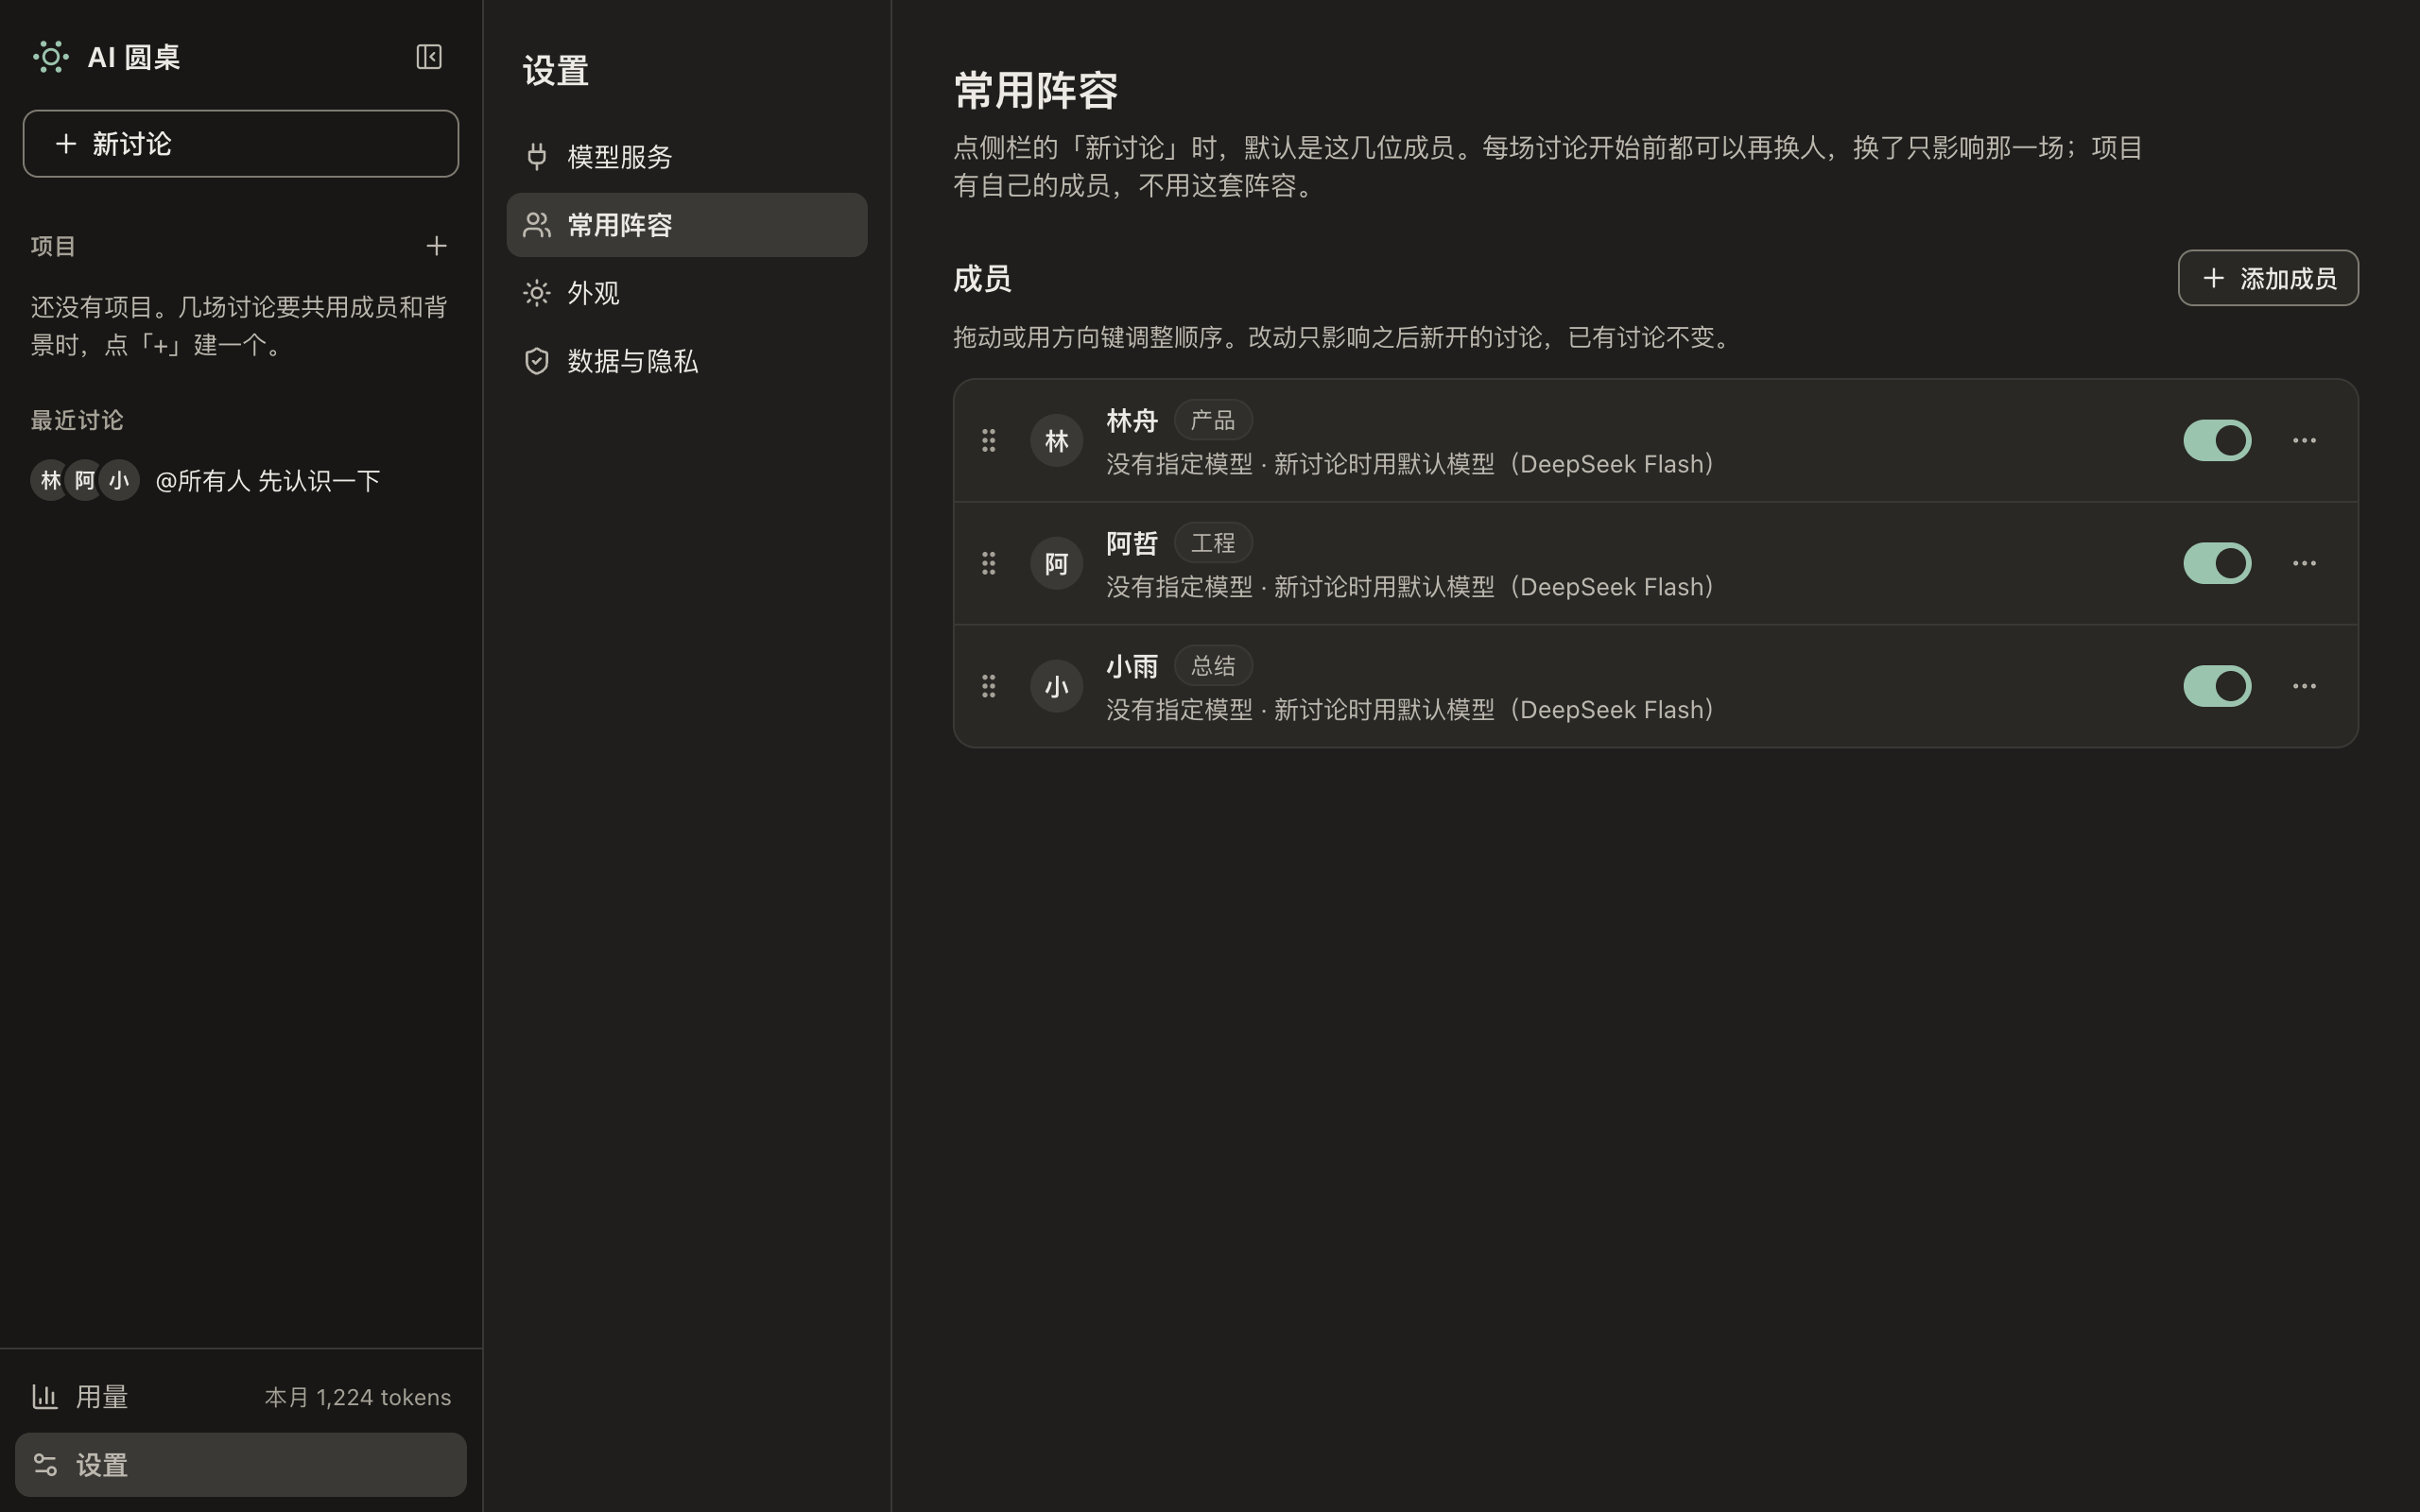 AI 圆桌
新讨论
项目
还没有项目。几场讨论要共用成员和背
景时，点「+」建一个。
最近讨论
林 阿 小 @所有人 先认识一下
用量 本月 1,224 tokens
设置
设置
模型服务
常用阵容
外观
数据与隐私
常用阵容
点侧栏的「新讨论」时，默认是这几位成员。每场讨论开始前都可以再换人，换了只影响那一场；项目
有自己的成员，不用这套阵容。
成员
添加成员
拖动或用方向键调整顺序。改动只影响之后新开的讨论，已有讨论不变。
林 林舟 产品
没有指定模型 · 新讨论时用默认模型（DeepSeek Flash）
阿 阿哲 工程
没有指定模型 · 新讨论时用默认模型（DeepSeek Flash）
小 小雨 总结
没有指定模型 · 新讨论时用默认模型（DeepSeek Flash）